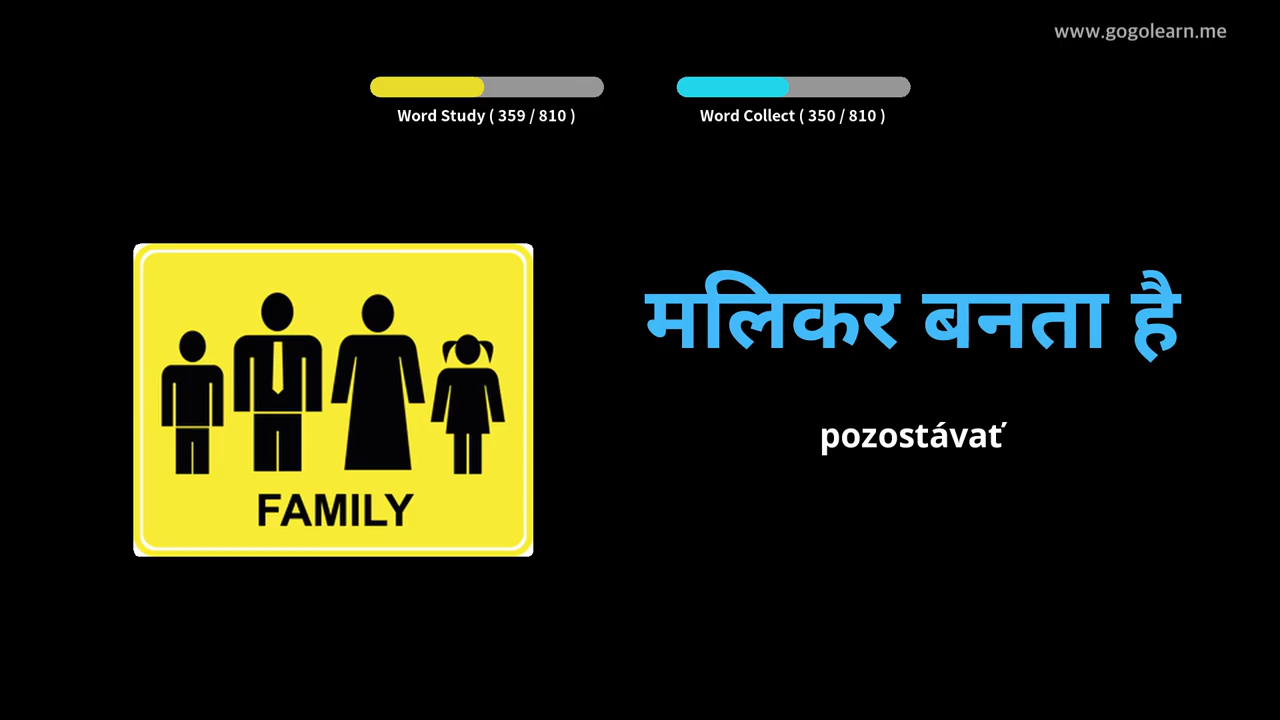 www.gogolearn.me
Word Study ( 359 / 810 )
Word Collect ( 350 / 810 )
मलिकर बनता है
pozostávať
FAMILY